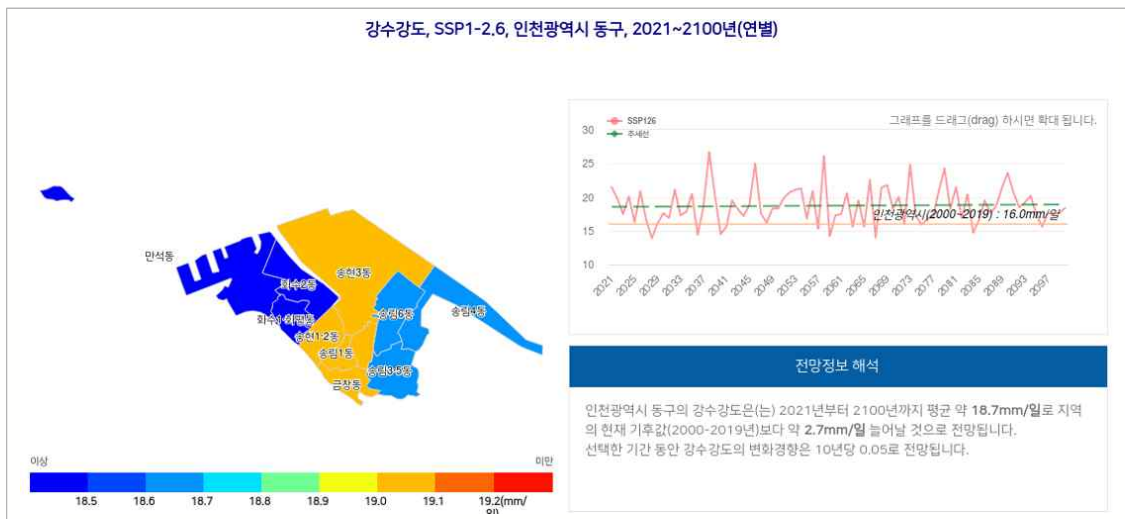 강수강도, SSP1-2.6, 인천광역시 동구, 2021~2100년(연별)
만석동
화수2동
화수1·화평동
송현3동
송현1·2동
송림1동
금창동
송림6동
송림4동
송림3·5동
이상
미만
18.5 18.6 18.7 18.8 18.9 19.0 19.1 19.2(mm/
일)
SSP126
추세선
그래프를 드래그(drag) 하시면 확대 됩니다.
30
25
20
15
10
인천광역시(2000~2019) : 16.0mm/일
2021 2025 2029 2033 2037 2041 2045 2049 2053 2057 2061 2065 2069 2073 2077 2081 2085 2089 2093 2097
전망정보 해석
인천광역시 동구의 강수강도은(는) 2021년부터 2100년까지 평균 약 18.7mm/일로 지역
의 현재 기후값(2000-2019년)보다 약 2.7mm/일 늘어날 것으로 전망됩니다.
선택한 기간 동안 강수강도의 변화경향은 10년당 0.05로 전망됩니다.